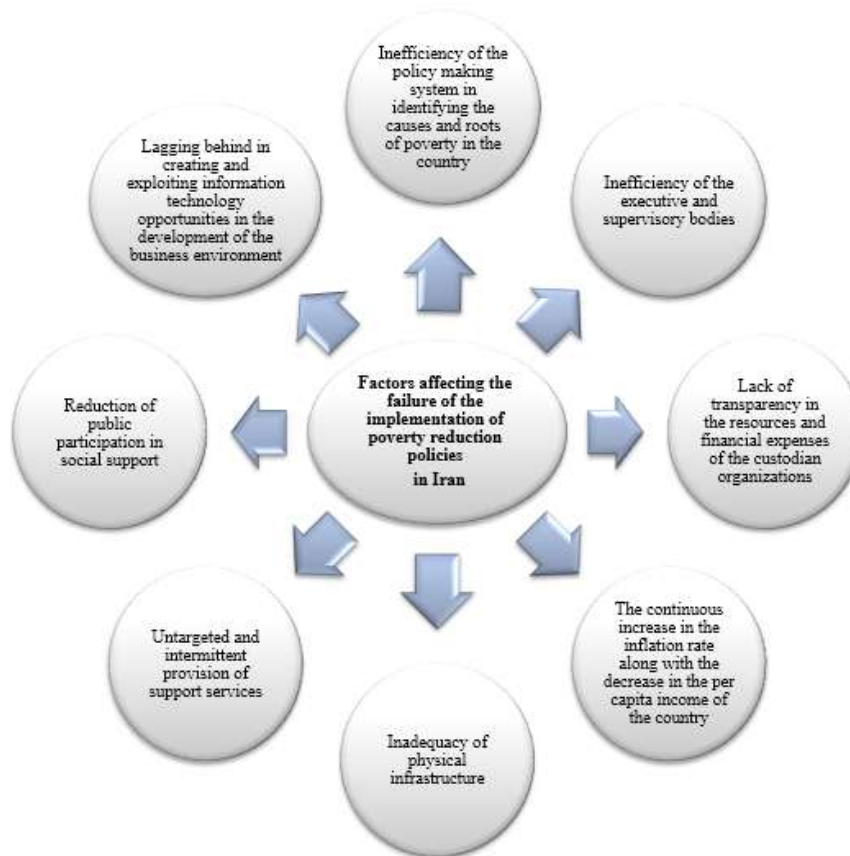 Inefficiency of the
policy making
system in
identifying the
causes and roots
of poverty in the
country
Inefficiency of the
executive and
supervisory bodies
Lack of
transparency in
the resources and
financial expenses
of the custodian
organizations
The continuous
increase in the
inflation rate
along with the
decrease in the per
capita income of
the country
Inadequacy of
physical
infrastructure
Untargeted and
intermittent
provision of
support services
Reduction of
public
participation in
social support
Lagging behind in
creating and
exploiting information
technology
opportunities in the
development of the
business environment
Factors affecting the
failure of the
implementation of
poverty reduction
policies
in Iran